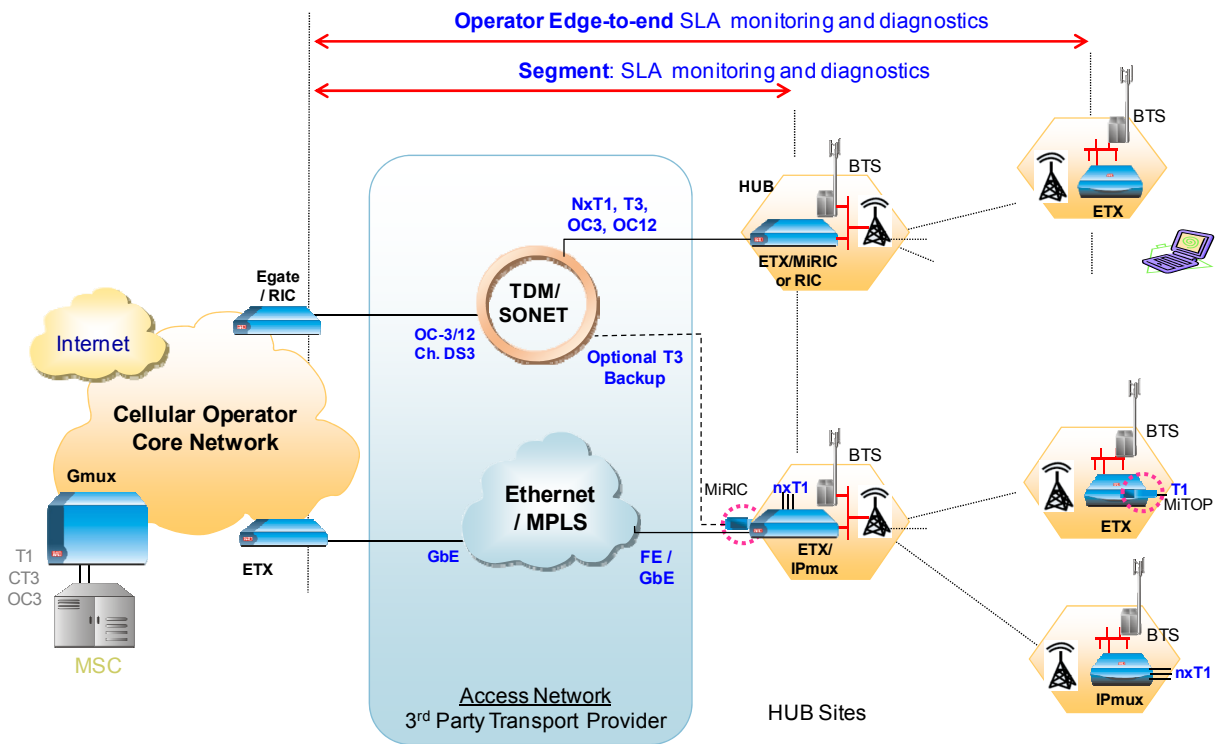 Operator Edge-to-end SLA monitoring and diagnostics
Segment: SLA monitoring and diagnostics
BTS
ETX
BTS
HUB
ETX/MiRIC
or RIC
NxT1, T3,
OC3, OC12
TDM/
SONET
Egate
/ RIC
OC-3/12
Ch. DS3
Optional T3
Backup
Internet
Cellular Operator
Core Network
Gmux
T1
CT3
OC3
MSC
ETX
GbE
Ethernet
/ MPLS
FE /
GbE
MiRIC
nxT1
BTS
ETX/
IPmux
BTS
T1
MiTOP
ETX
BTS
nxT1
IPmux
Access Network
3rd Party Transport Provider
HUB Sites